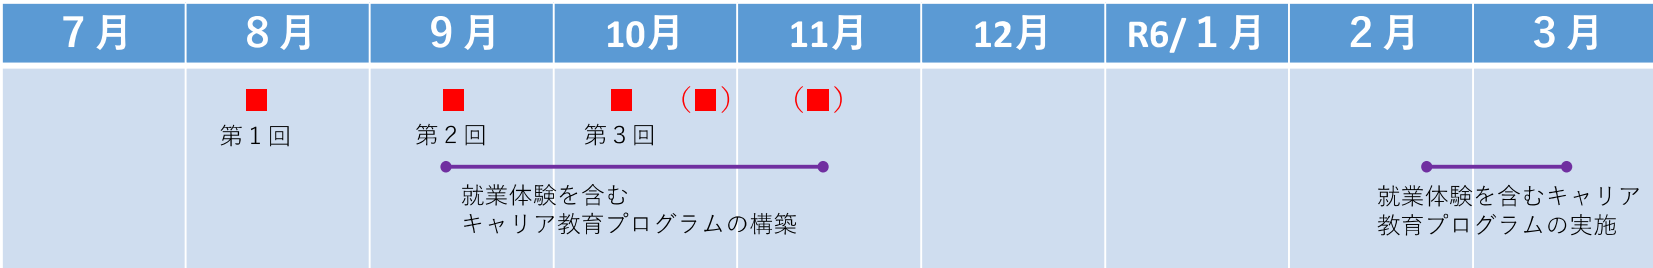 7月 8月 9月 10月 11月 12月 R6/1月 2月 3月
■ ■ ■ (■) (■)
第1回 第2回 第3回
就業体験を含む
キャリア教育プログラムの構築
就業体験を含むキャリア
教育プログラムの実施